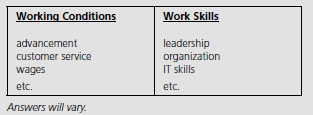 Working Conditions
advancement
customer service
wages
etc.
Work Skills
leadership
organization
IT skills
etc.
Answers will vary.